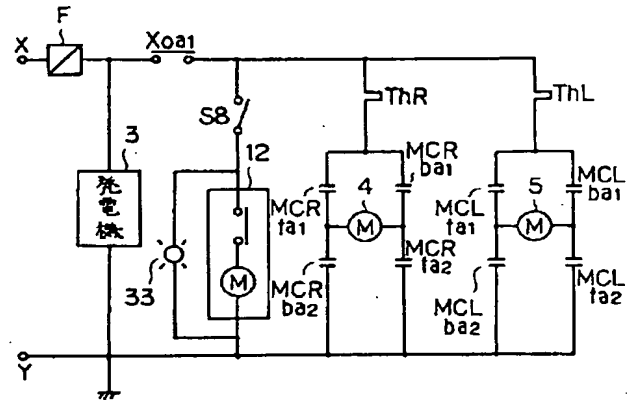 F
X
Xoa1
ThR
ThL
S8
3
12
発電機
MCR
ba1
MCL
ba1
4
5
MCR
ta1
M
MCL
ta1
M
33
M
MCR
ta2
MCL
ta2
MCR
ba2
MCL
ba2
Y